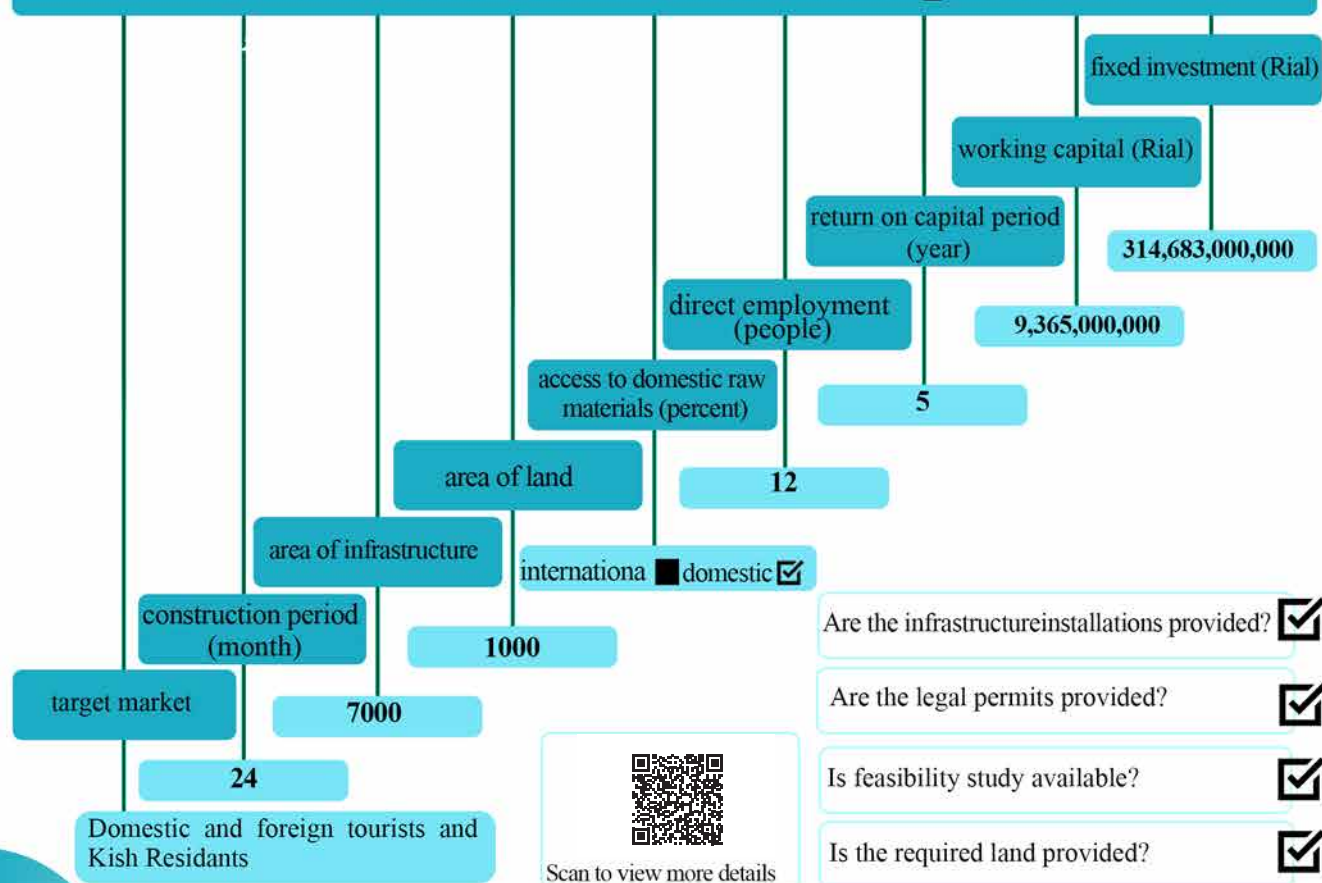 fixed investment (Rial)
314,683,000,000
working capital (Rial)
9,365,000,000
return on capital period
(year)
5
direct employment
(people)
12
access to domestic raw
materials (percent)
internationa ■ domestic ☑
area of land
1000
area of infrastructure
7000
construction period
(month)
24
target market
Domestic and foreign tourists and
Kish Residants
Are the infrastructureinstallations provided? ☑
Are the legal permits provided? ☑
Is feasibility study available? ☑
Is the required land provided? ☑
Scan to view more details